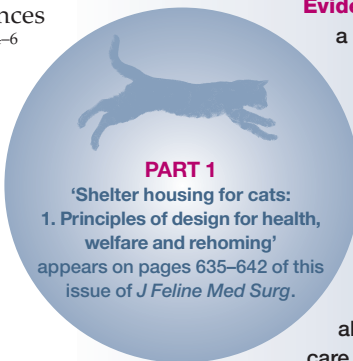 nces
–6
Evide
a
PART 1
‘Shelter housing for cats:
1. Principles of design for health,
welfare and rehoming’
appears on pages 635–642 of this
issue of J Feline Med Surg.
al
care